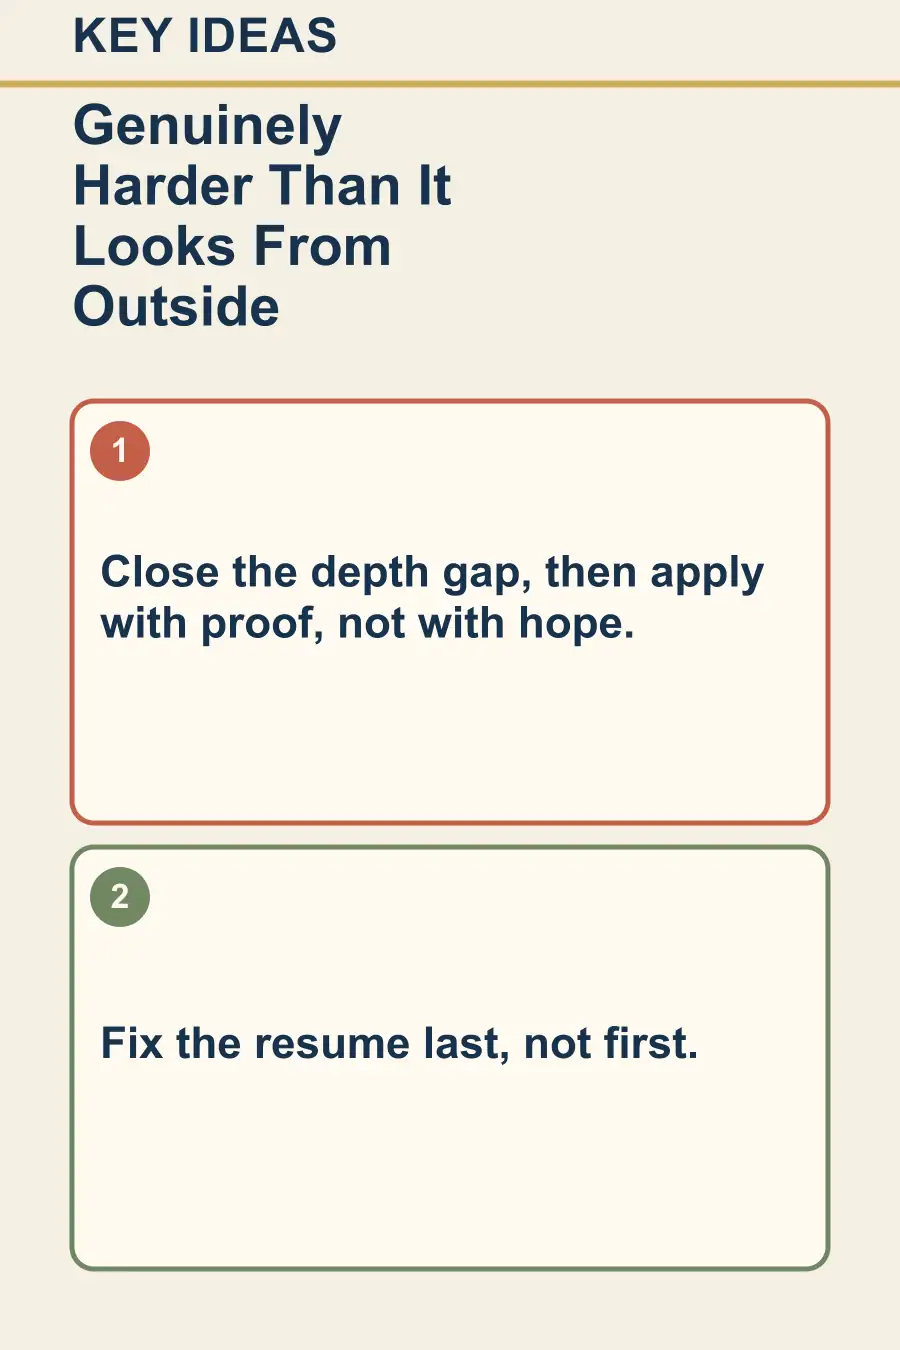 KEY IDEAS
Genuinely
Harder Than It
Looks From
Outside
1
Close the depth gap, then apply
with proof, not with hope.
2
Fix the resume last, not first.